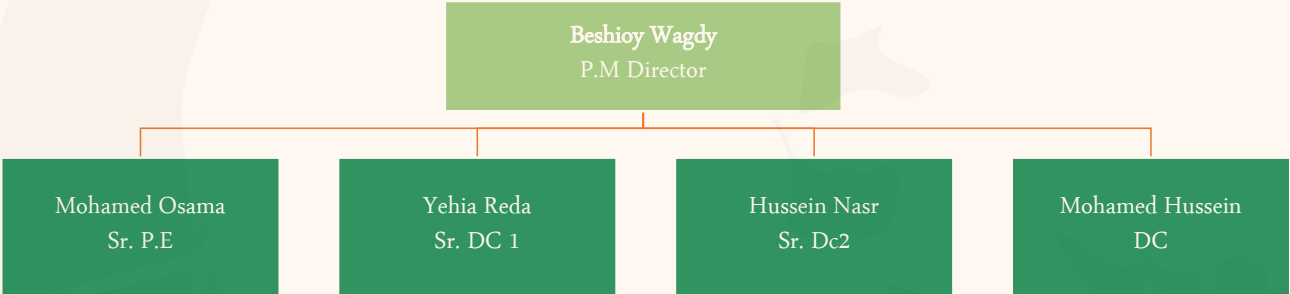 Beshioy Wagdy
P.M Director
Mohamed Osama
Sr. P.E
Yehia Reda
Sr. DC 1
Hussein Nasr
Sr. Dc2
Mohamed Hussein
DC